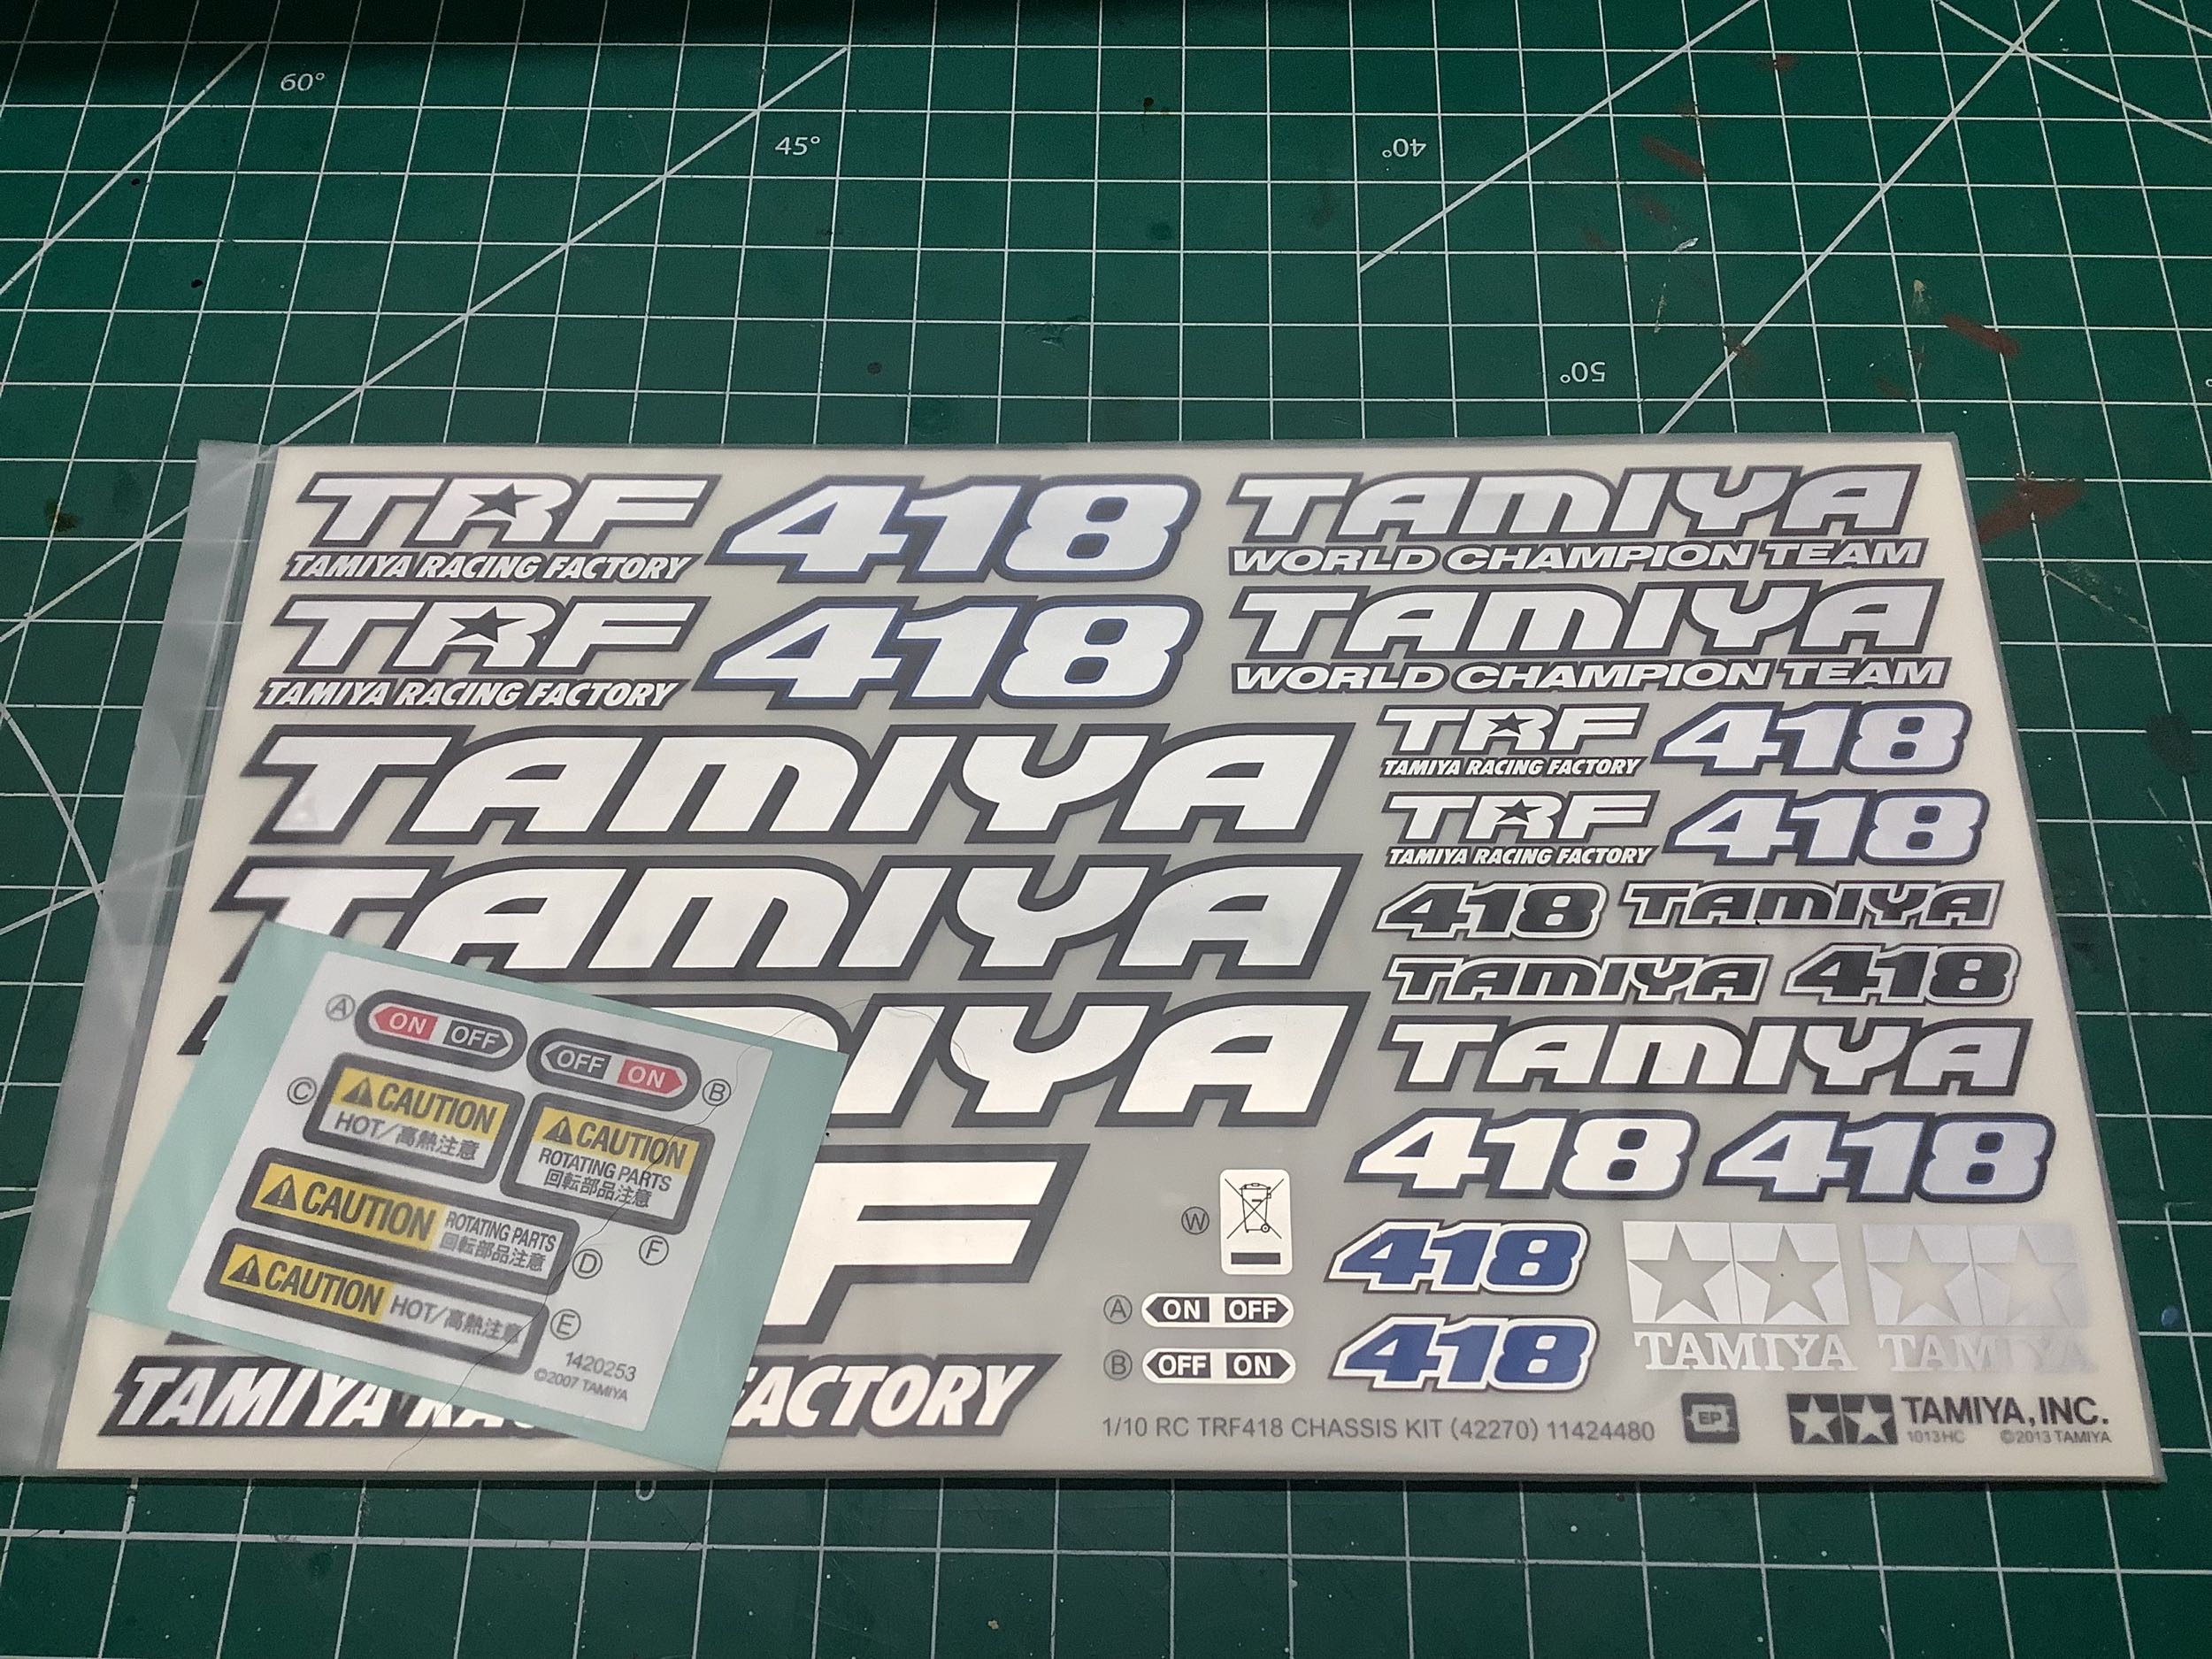 60°
45°
40°
50°
TRF 418
TAMIYA RACING FACTORY
TAMIYA
WORLD CHAMPION TEAM
TRF 418
TAMIYA RACING FACTORY
TAMIYA
WORLD CHAMPION TEAM
TAMIYA
TAMIYA
MIYA
F
TAMIYA RAC FACTORY
TRF 418
TAMIYA RACING FACTORY
TRF 418
TAMIYA RACING FACTORY
418 TAMIYA
TAMIYA 418
TAMIYA
418 418
418
418
TAMIYA TAMIYA
W
A ON OFF
B OFF ON
1/10 RC TRF418 CHASSIS KIT (42270) 11424480
EP
TAMIYA, INC.
1013HC ©2013 TAMIYA
A ON OFF
OFF ON B
C CAUTION
HOT/高熱注意
CAUTION
ROTATING PARTS
回転部品注意
F
CAUTION ROTATING PARTS
回転部品注意
D
CAUTION HOT/高熱注意
E
1420253
©2007 TAMIYA
0